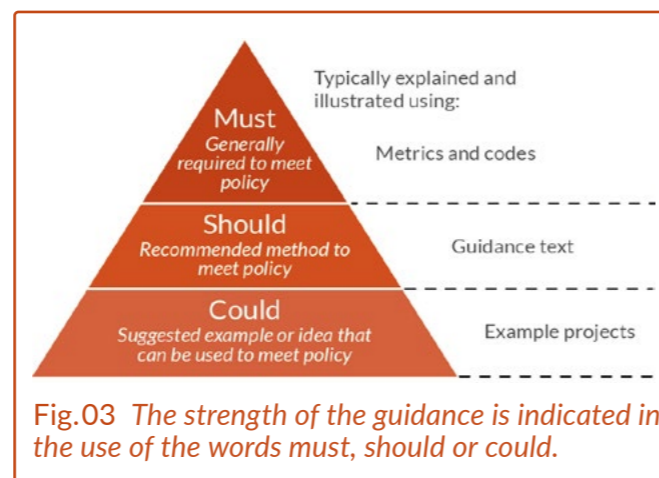 Typically explained and
illustrated using:
Must
Generally
required to meet
policy
Metrics and codes
Should
Recommended method to
meet policy
Guidance text
Could
Suggested example or idea that
can be used to meet policy
Example projects
Fig.03 The strength of the guidance is indicated in
the use of the words must, should or could.